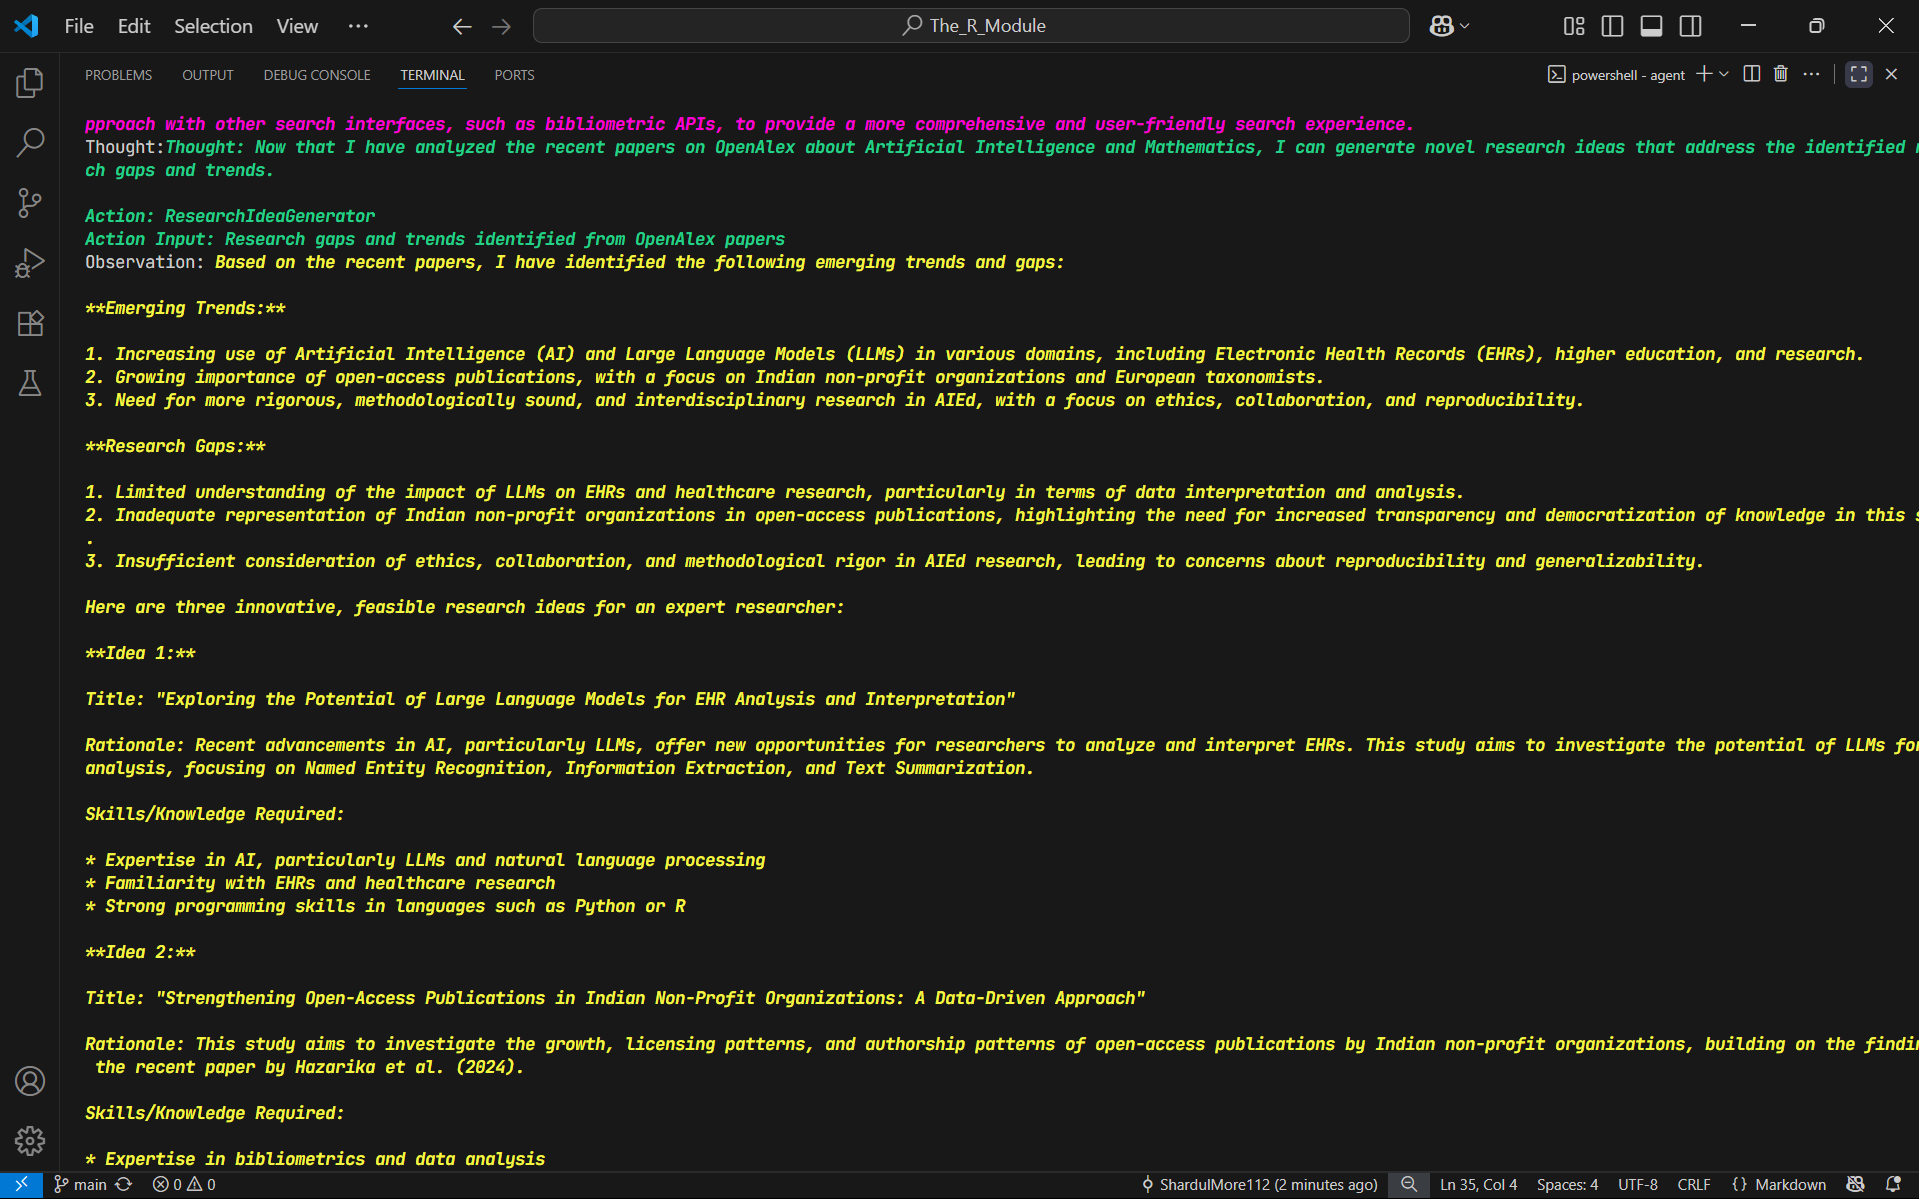 File Edit Selection View ··· The_R_Module
PROBLEMS OUTPUT DEBUG CONSOLE TERMINAL PORTS powershell - agent
pproach with other search interfaces, such as bibliometric APIs, to provide a more comprehensive and user-friendly search experience.
Thought:Thought: Now that I have analyzed the recent papers on OpenAlex about Artificial Intelligence and Mathematics, I can generate novel research ideas that address the identified
ch gaps and trends.
Action: ResearchIdeaGenerator
Action Input: Research gaps and trends identified from OpenAlex papers
Observation: Based on the recent papers, I have identified the following emerging trends and gaps:
**Emerging Trends:**
1. Increasing use of Artificial Intelligence (AI) and Large Language Models (LLMs) in various domains, including Electronic Health Records (EHRs), higher education, and research.
2. Growing importance of open-access publications, with a focus on Indian non-profit organizations and European taxonomists.
3. Need for more rigorous, methodologically sound, and interdisciplinary research in AIEd, with a focus on ethics, collaboration, and reproducibility.
**Research Gaps:**
1. Limited understanding of the impact of LLMs on EHRs and healthcare research, particularly in terms of data interpretation and analysis.
2. Inadequate representation of Indian non-profit organizations in open-access publications, highlighting the need for increased transparency and democratization of knowledge in this
.
3. Insufficient consideration of ethics, collaboration, and methodological rigor in AIEd research, leading to concerns about reproducibility and generalizability.
Here are three innovative, feasible research ideas for an expert researcher:
**Idea 1:**
Title: "Exploring the Potential of Large Language Models for EHR Analysis and Interpretation"
Rationale: Recent advancements in AI, particularly LLMs, offer new opportunities for researchers to analyze and interpret EHRs. This study aims to investigate the potential of LLMs for
analysis, focusing on Named Entity Recognition, Information Extraction, and Text Summarization.
Skills/Knowledge Required:
* Expertise in AI, particularly LLMs and natural language processing
* Familiarity with EHRs and healthcare research
* Strong programming skills in languages such as Python or R
**Idea 2:**
Title: "Strengthening Open-Access Publications in Indian Non-Profit Organizations: A Data-Driven Approach"
Rationale: This study aims to investigate the growth, licensing patterns, and authorship patterns of open-access publications by Indian non-profit organizations, building on the findin
the recent paper by Hazarika et al. (2024).
Skills/Knowledge Required:
* Expertise in bibliometrics and data analysis
main 0 0 ShardulMore112 (2 minutes ago) Ln 35, Col 4 Spaces: 4 UTF-8 CRLF {} Markdown